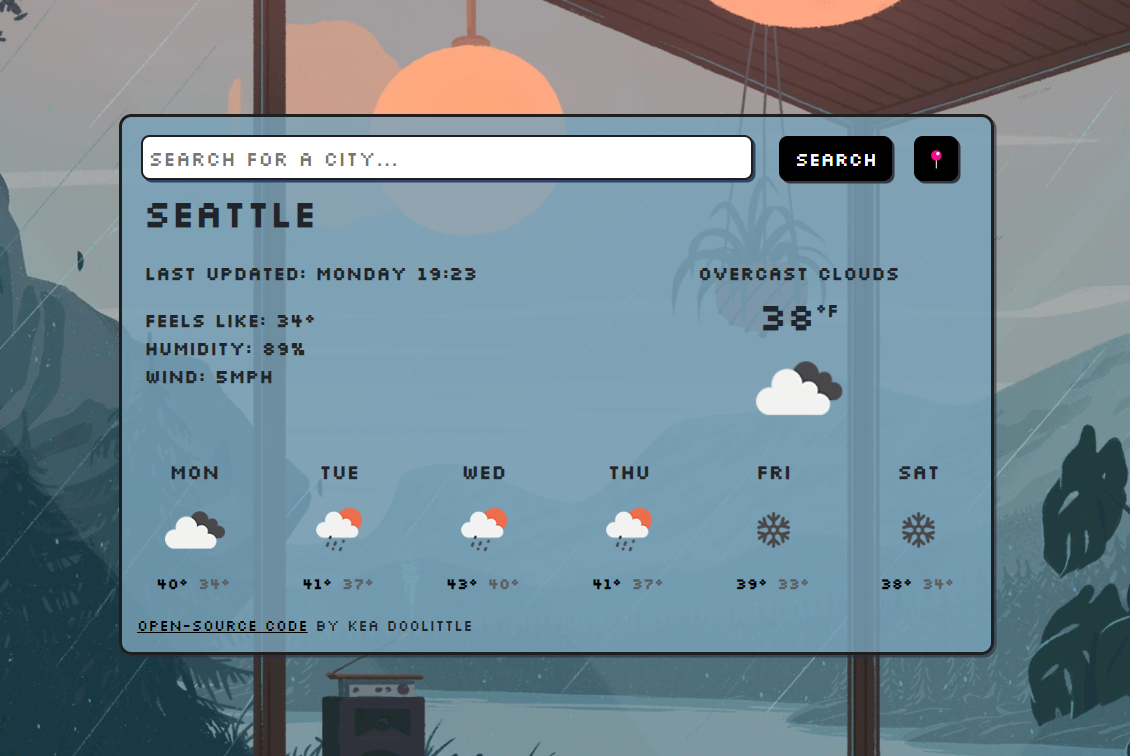 SEARCH FOR A CITY... SEARCH
SEATTLE
LAST UPDATED: MONDAY 19:23
OVERCAST CLOUDS
FEELS LIKE: 34°
38°F
HUMIDITY: 89%
WIND: 5MPH
MON TUE WED THU FRI SAT
40° 34° 41° 37° 43° 40° 41° 37° 39° 33° 38° 34°
OPEN-SOURCE CODE BY KEA DOOLITTLE